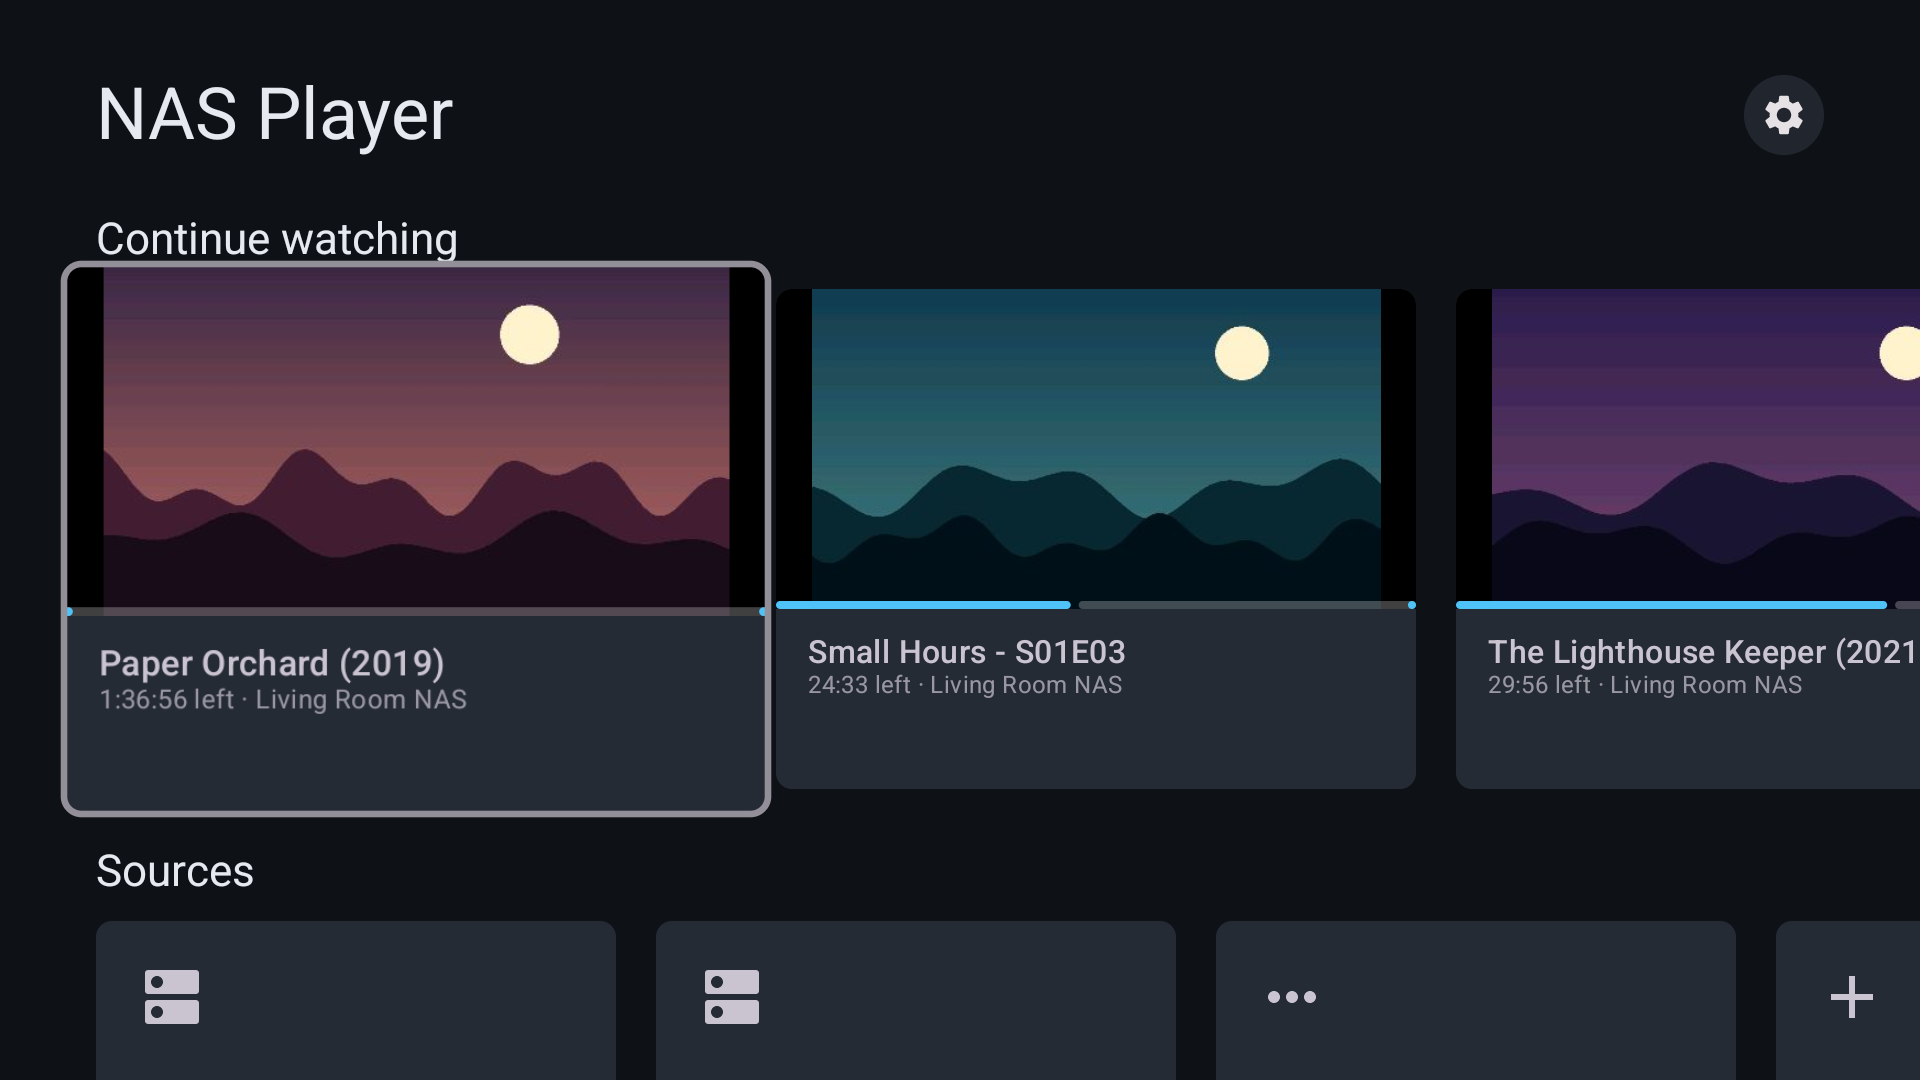 NAS Player
Continue watching
Paper Orchard (2019)
1:36:56 left · Living Room NAS
Small Hours - S01E03
24:33 left · Living Room NAS
The Lighthouse Keeper (2021
29:56 left · Living Room NAS
Sources